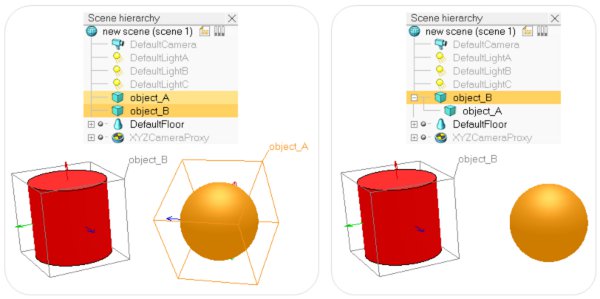 Scene hierarchy
new scene (scene 1)
DefaultCamera
DefaultLightA
DefaultLightB
DefaultLightC
object_A
object_B
DefaultFloor
XYZCameraProxy
object_B
object_A
Scene hierarchy
new scene (scene 1)
DefaultCamera
DefaultLightA
DefaultLightB
DefaultLightC
object_B
object_A
DefaultFloor
XYZCameraProxy
object_B